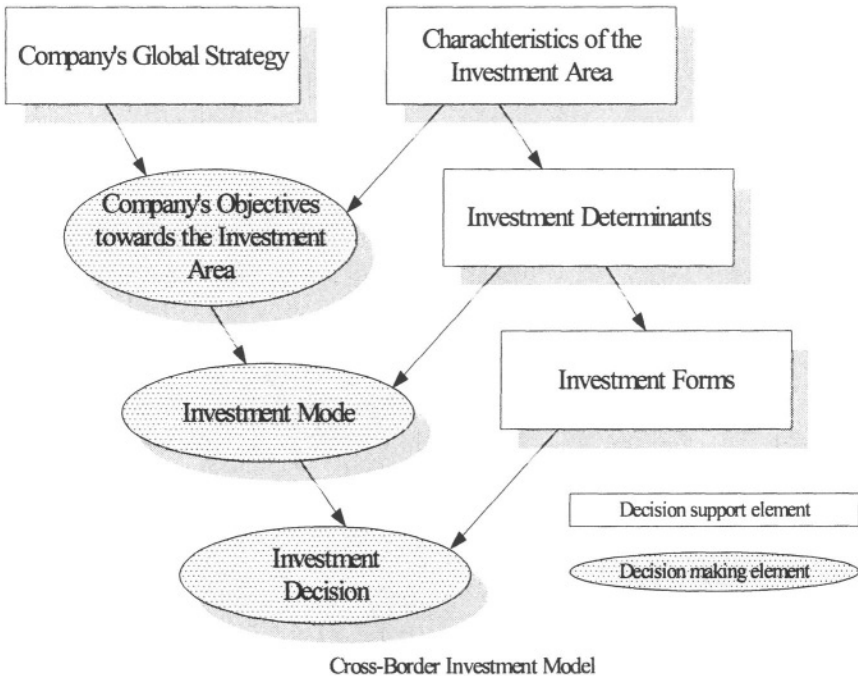 Company's Global Strategy
Charachteristics of the
Investment Area
Company's Objectives
towards the Investment
Area
Investment Determinants
Investment Mode
Investment Forms
Decision support element
Investment
Decision
Decision making element
Cross-Border Investment Model